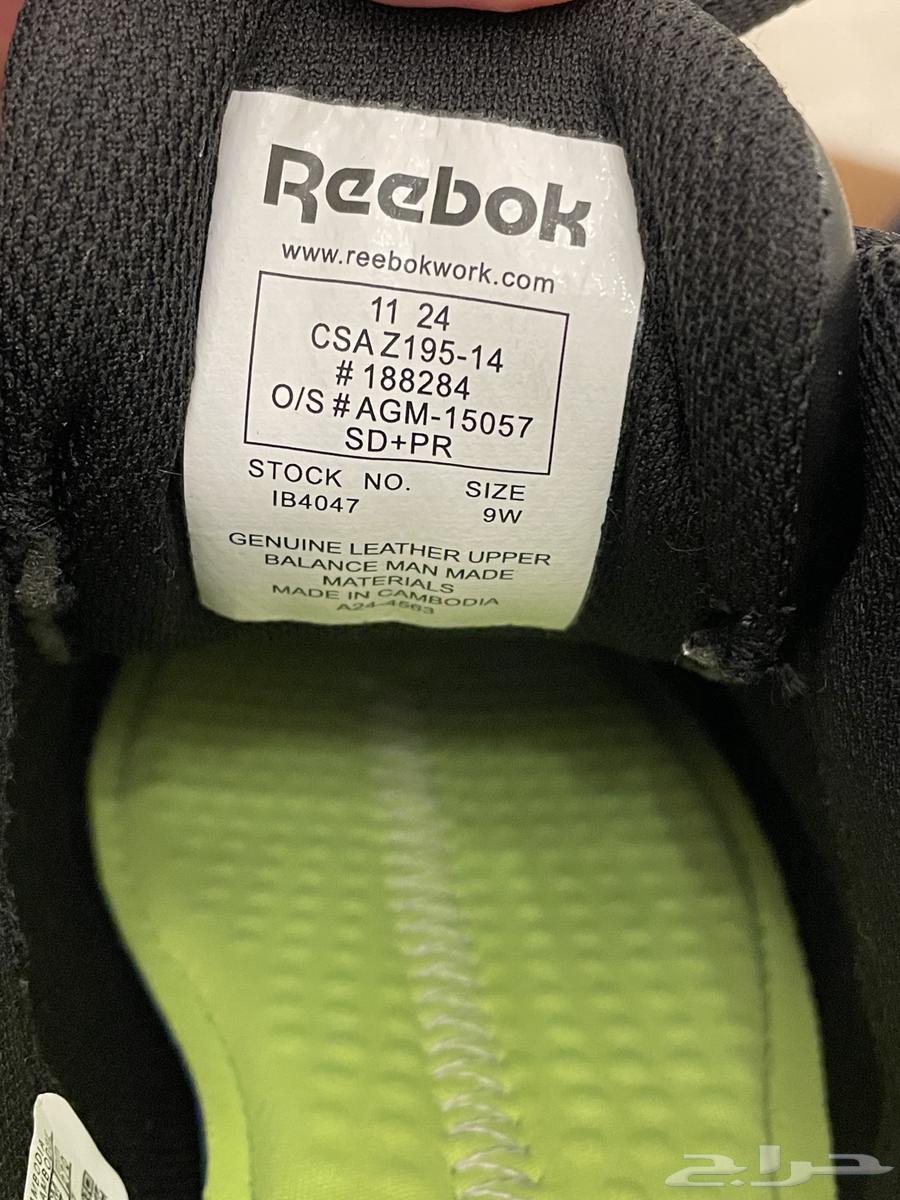 Reebok
www.reebokwork.com
11 24
CSA Z195-14
# 188284
O/S # AGM-15057
SD+PR
STOCK NO. SIZE
IB4047 9W
GENUINE LEATHER UPPER
BALANCE MAN MADE
MATERIALS
MADE IN CAMBODIA
A24-4563
حراج